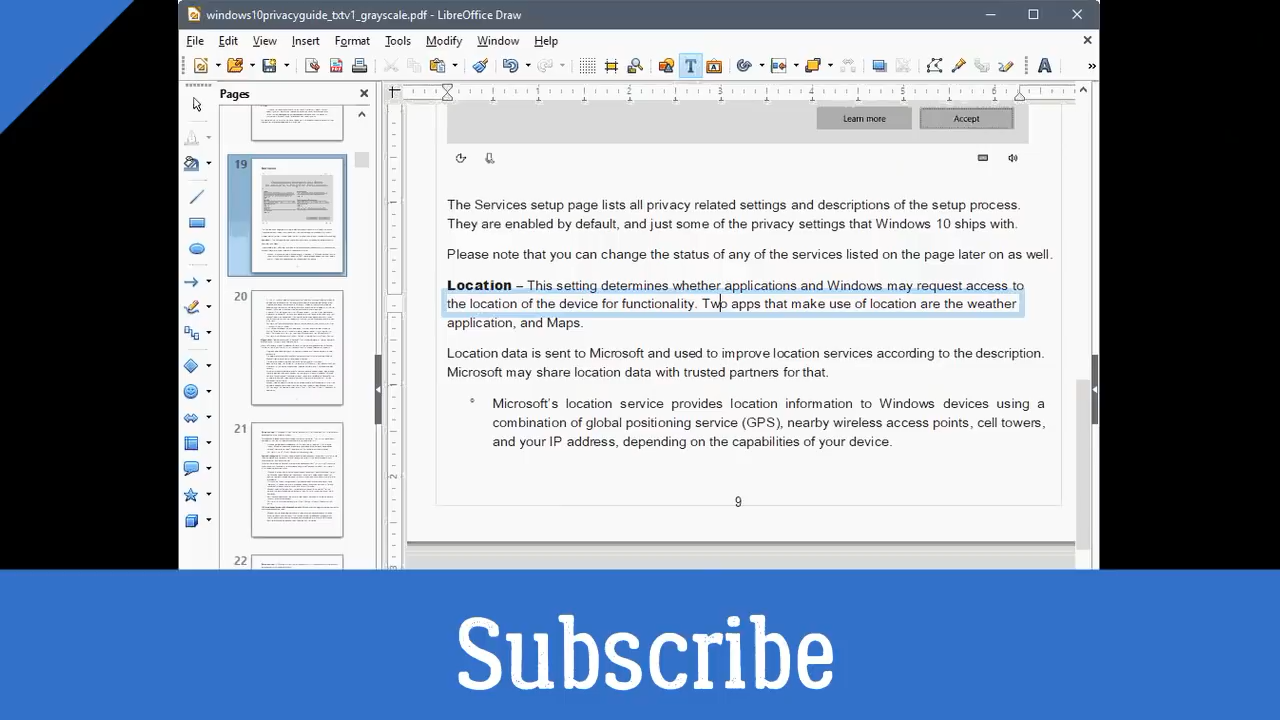 windows10privacyguide_txtv1_grayscale.pdf - LibreOffice Draw
File Edit View Insert Format Tools Modify Window Help
Pages
1 2 3 4 5 6
Learn more Accept
19
The Services setup page lists all privacy related settings and descriptions of the setup process.
They are enabled by default, and just some of the privacy settings that Windows 10 ships with.
Please note that you can change the status of any of the services listed on the page later on as well.
Location – This setting determines whether applications and Windows may request access to
the location of the device for functionality. Two apps that make use of location are the weather
application, and maps.
Location data is sent to Microsoft and used to improve location services according to the description.
Microsoft may share location data with trusted partners for that.
Microsoft's location service provides location information to Windows devices using a
combination of global positioning service (GPS), nearby wireless access points, cell towers,
and your IP address, depending on the capabilities of your device.
9
20
21
22
Subscribe